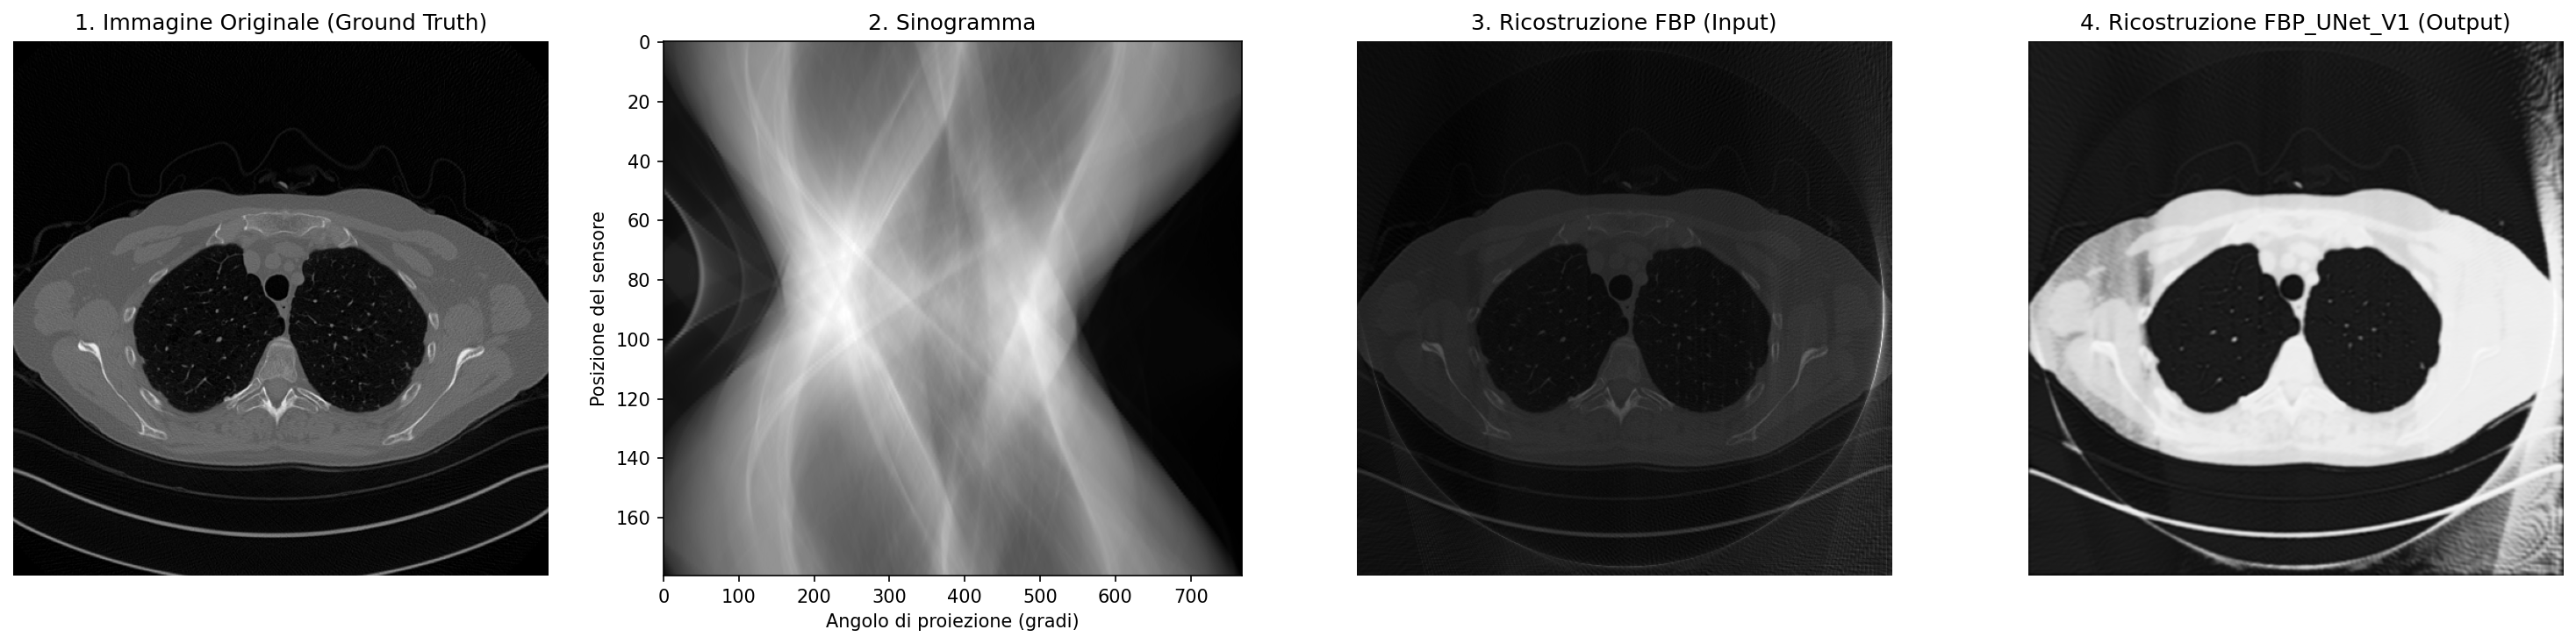 1. Immagine Originale (Ground Truth)
2. Sinogramma
3. Ricostruzione FBP (Input)
4. Ricostruzione FBP_UNet_V1 (Output)
Posizione del sensore
0
20
40
60
80
100
120
140
160
0 100 200 300 400 500 600 700
Angolo di proiezione (gradi)